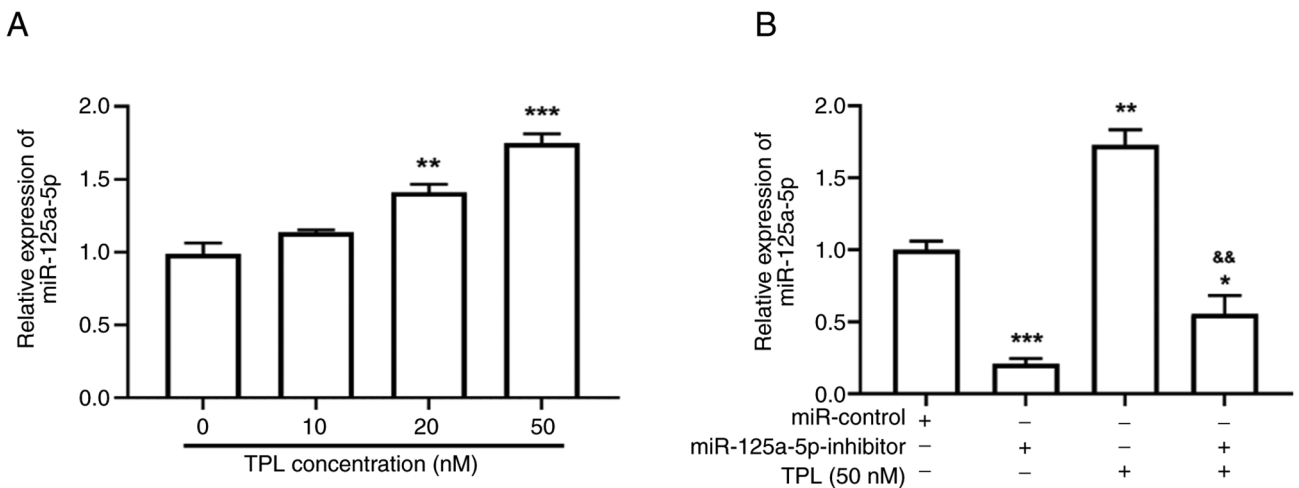 A
B
Relative expression of
miR-125a-5p
2.0
1.5
1.0
0.5
0.0
**
***
0 10 20 50
TPL concentration (nM)
Relative expression of
miR-125a-5p
2.0
1.5
1.0
0.5
0.0
***
**
&&
*
miR-control + – – –
miR-125a-5p-inhibitor – + – +
TPL (50 nM) – – + +